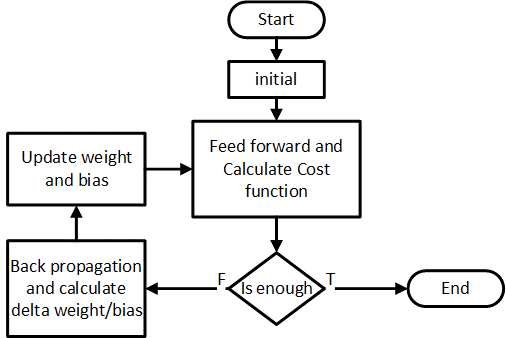 Start
initial
Feed forward and
Calculate Cost
function
Update weight
and bias
Back propagation
and calculate
delta weight/bias
F
Is enough
T
End